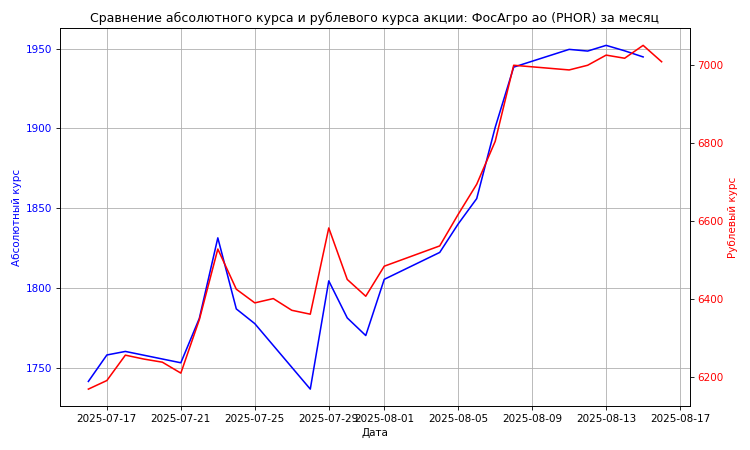 Сравнение абсолютного курса и рублевого курса акции: ФосАгро ао (PHOR) за месяц
1950
1900
1850
1800
1750
Абсолютный курс
7000
6800
6600
6400
6200
Рублевый курс
2025-07-17 2025-07-21 2025-07-25 2025-07-29 2025-08-01 2025-08-05 2025-08-09 2025-08-13 2025-08-17
Дата